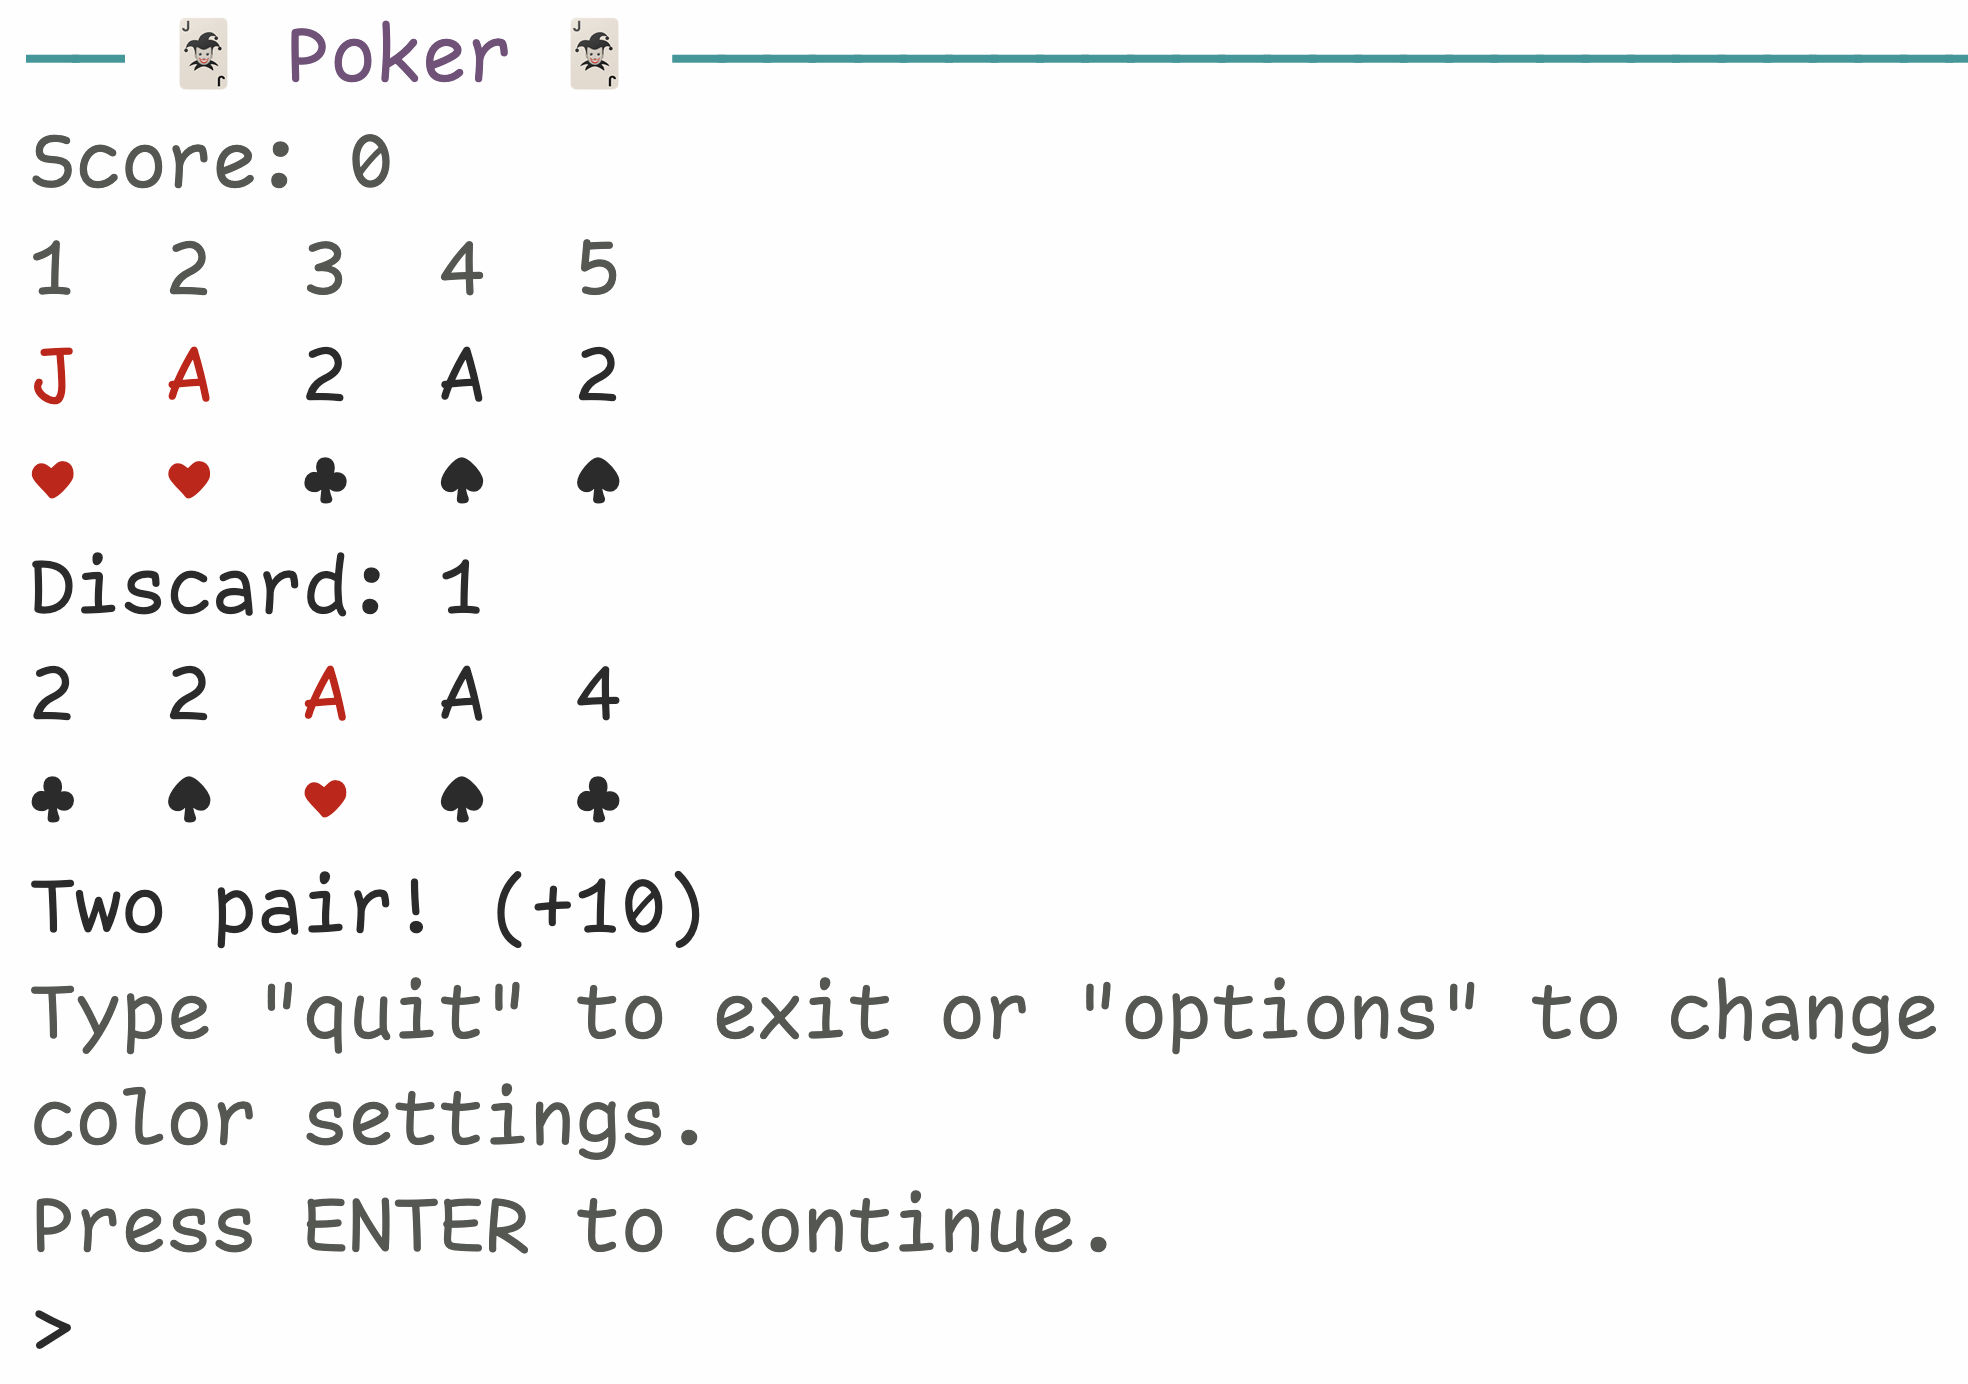 🃏 Poker 🃏
Score: 0
1 2 3 4 5
J A 2 A 2
♥ ♥ ♣ ♠ ♠
Discard: 1
2 2 A A 4
♣ ♠ ♥ ♠ ♣
Two pair! (+10)
Type "quit" to exit or "options" to change
color settings.
Press ENTER to continue.
>